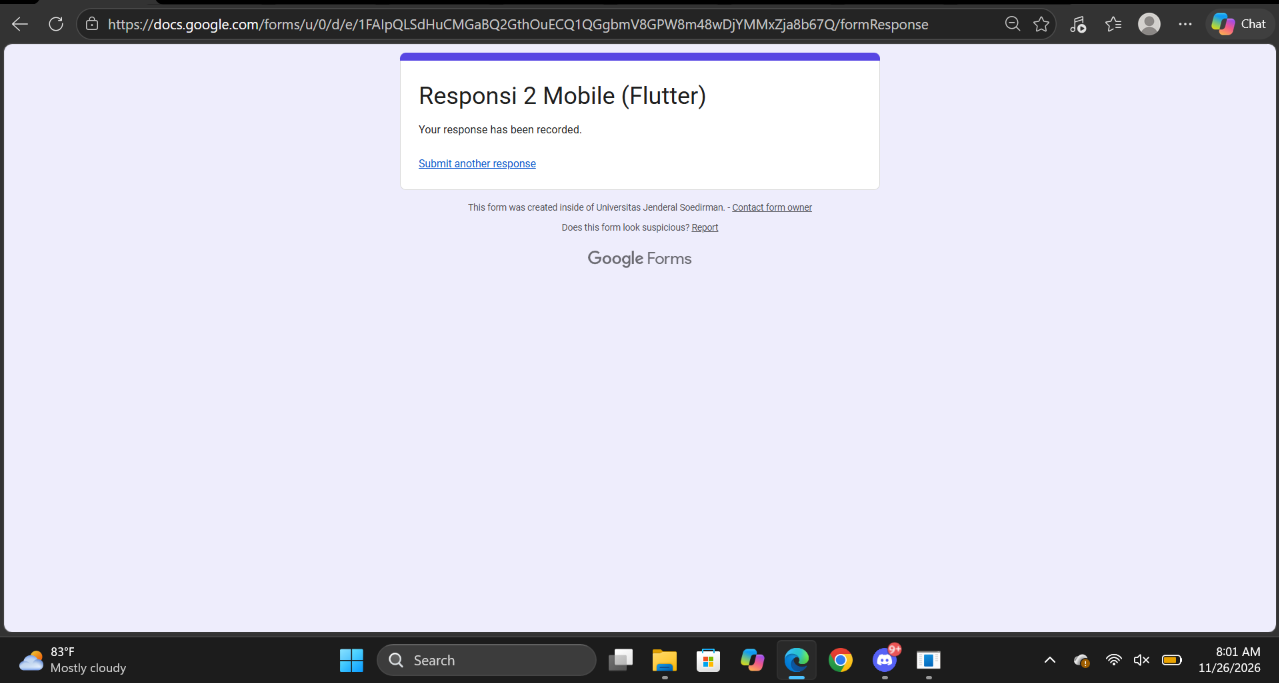 https://docs.google.com/forms/u/0/d/e/1FAIpQLSdHuCMGaBQ2GthOuECQ1QGgbmV8GPW8m48wDjYMMxZja8b67Q/formResponse
Chat
Responsi 2 Mobile (Flutter)
Your response has been recorded.
Submit another response
This form was created inside of Universitas Jenderal Soedirman. - Contact form owner
Does this form look suspicious? Report
Google Forms
83°F
Mostly cloudy
Search
9+
8:01 AM
11/26/2026